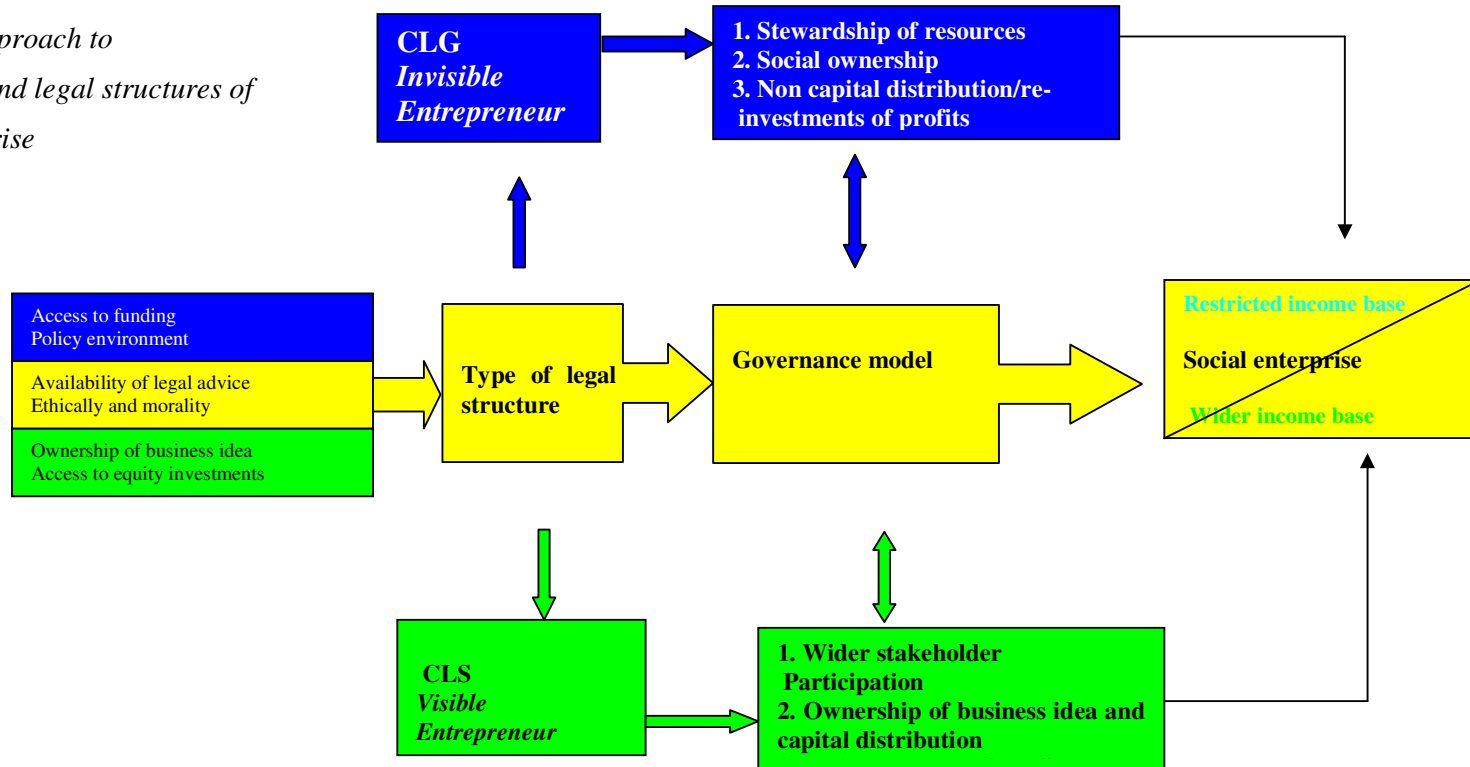 proach to
nd legal structures of
rise
CLG
Invisible
Entrepreneur
1. Stewardship of resources
2. Social ownership
3. Non capital distribution/re-
investments of profits
Access to funding
Policy environment
Availability of legal advice
Ethically and morality
Ownership of business idea
Access to equity investments
Type of legal
structure
Governance model
Restricted income base
Social enterprise
Wider income base
CLS
Visible
Entrepreneur
1. Wider stakeholder
Participation
2. Ownership of business idea and
capital distribution